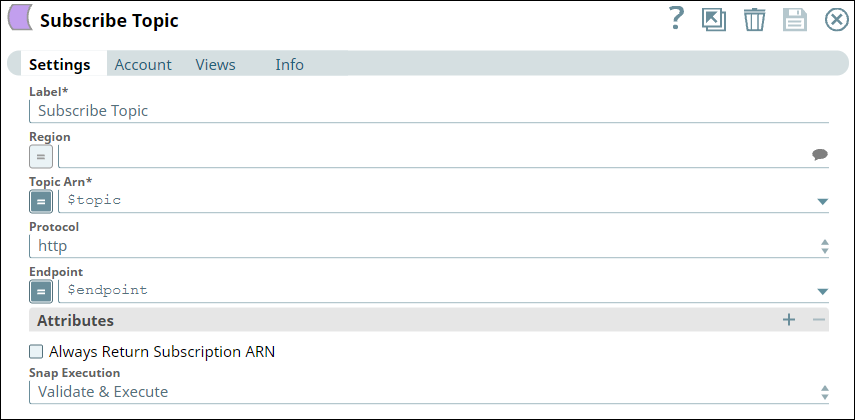 Subscribe Topic
?
Settings Account Views Info
Label*
Subscribe Topic
Region
=
Topic Arn*
= $topic
Protocol
http
Endpoint
= $endpoint
Attributes + −
Always Return Subscription ARN
Snap Execution
Validate & Execute